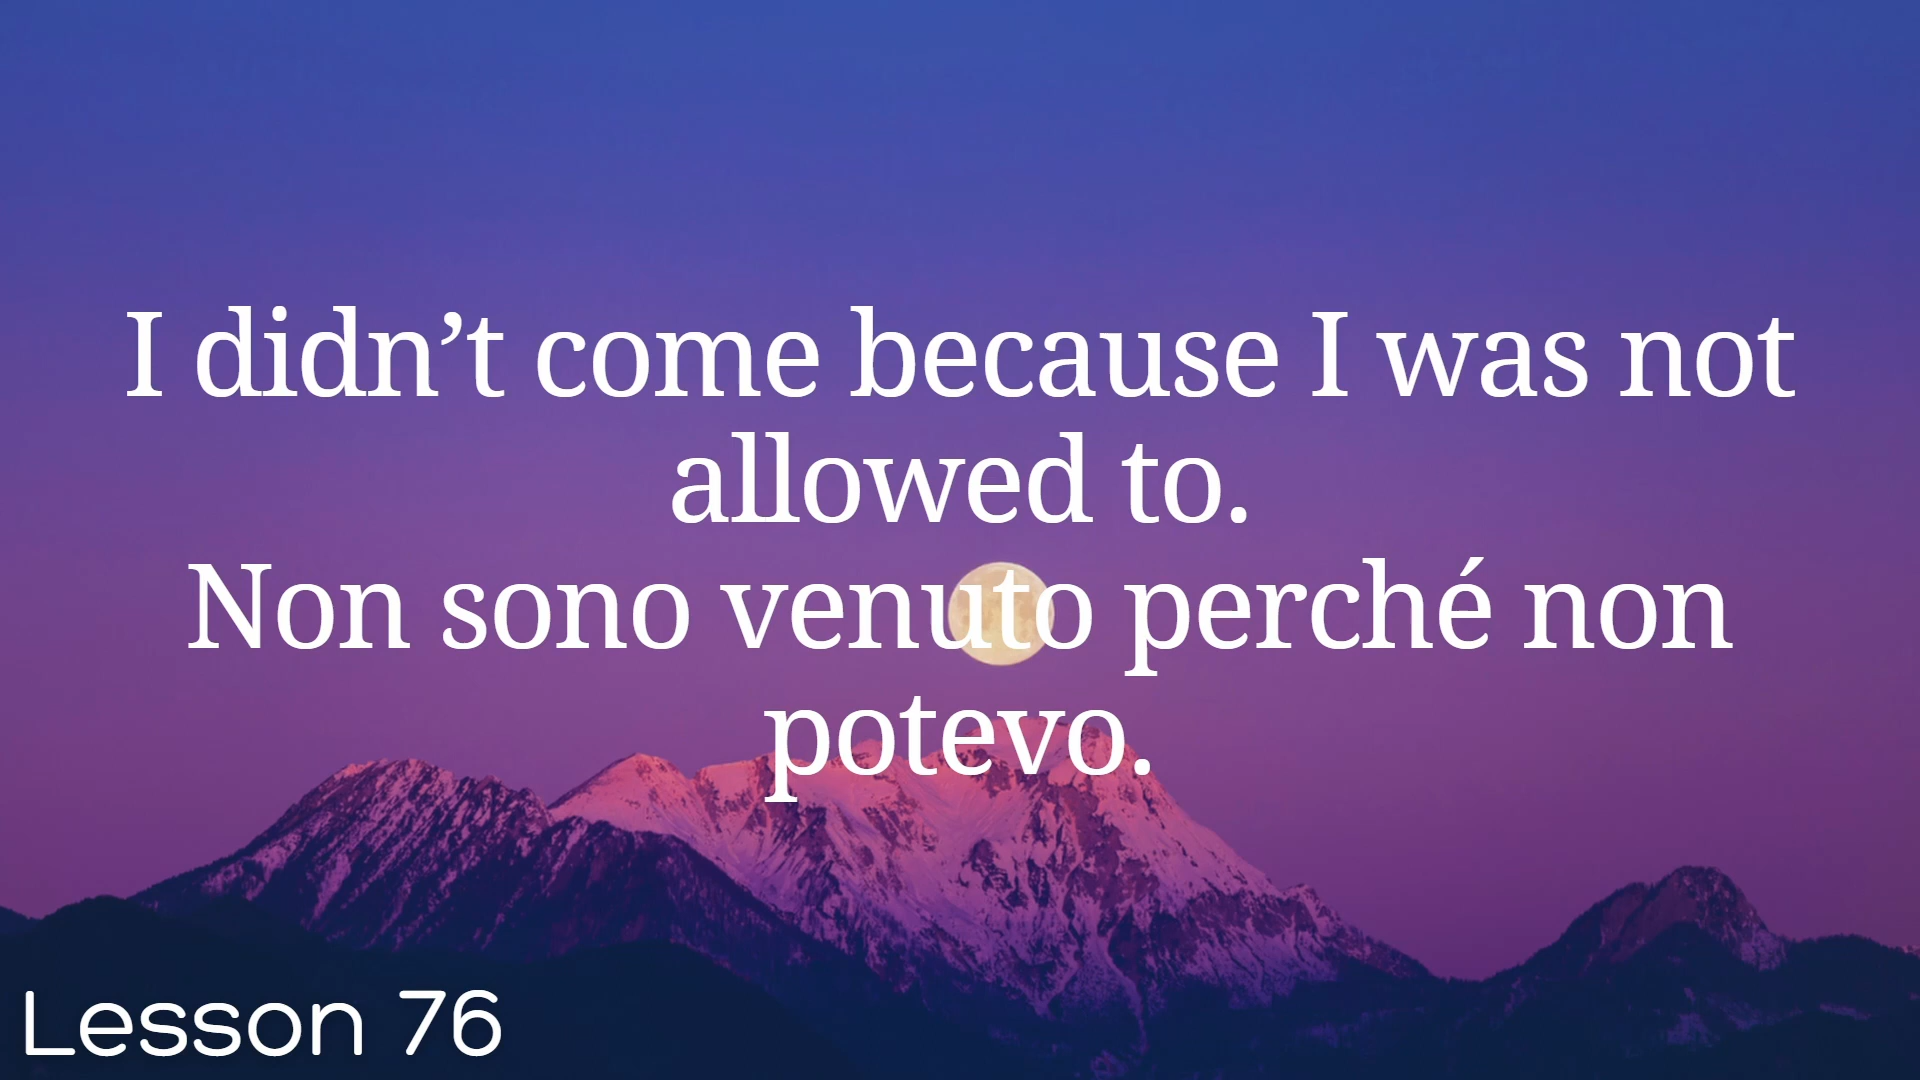 I didn’t come because I was not
allowed to.
Non sono venuto perché non
potevo.
Lesson 76